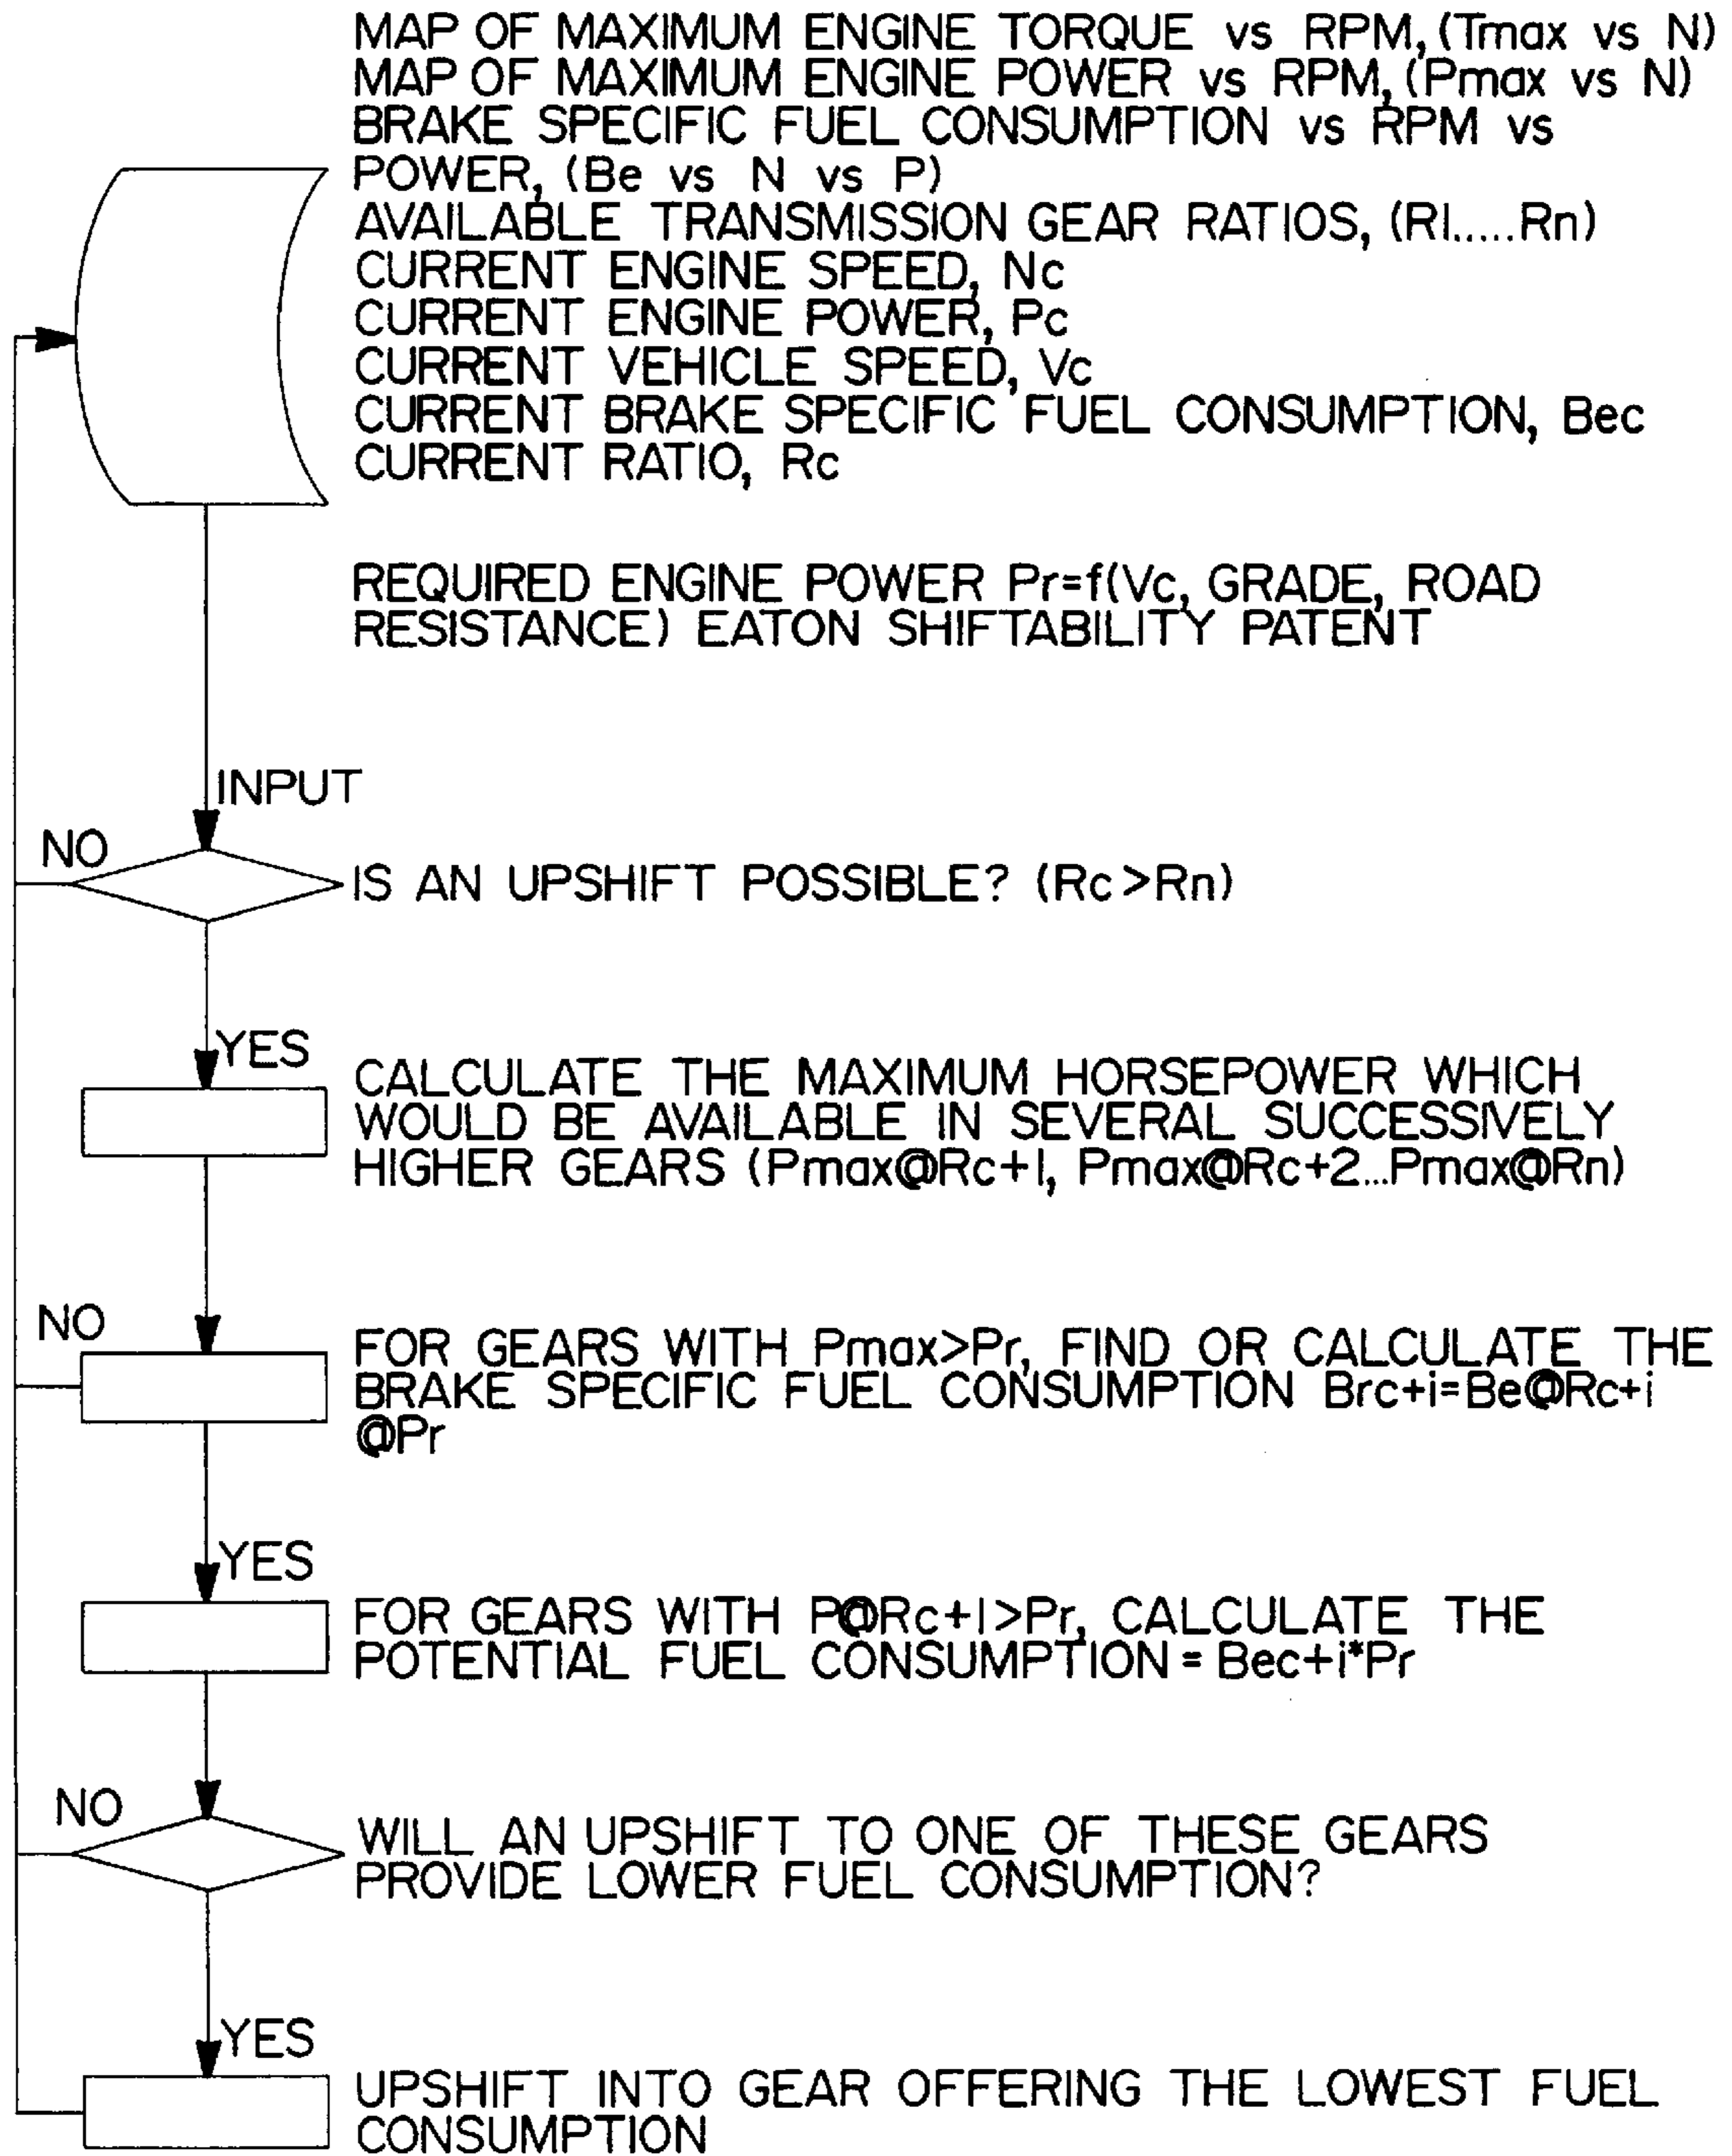 MAP OF MAXIMUM ENGINE TORQUE vs RPM, (Tmax vs N)
MAP OF MAXIMUM ENGINE POWER vs RPM, (Pmax vs N)
BRAKE SPECIFIC FUEL CONSUMPTION vs RPM vs
POWER, (Be vs N vs P)
AVAILABLE TRANSMISSION GEAR RATIOS, (R1.....Rn)
CURRENT ENGINE SPEED, Nc
CURRENT ENGINE POWER, Pc
CURRENT VEHICLE SPEED, Vc
CURRENT BRAKE SPECIFIC FUEL CONSUMPTION, Bec
CURRENT RATIO, Rc
REQUIRED ENGINE POWER Pr=f(Vc, GRADE, ROAD
RESISTANCE) EATON SHIFTABILITY PATENT
INPUT
NO
IS AN UPSHIFT POSSIBLE? (Rc>Rn)
YES
CALCULATE THE MAXIMUM HORSEPOWER WHICH
WOULD BE AVAILABLE IN SEVERAL SUCCESSIVELY
HIGHER GEARS (Pmax@Rc+1, Pmax@Rc+2...Pmax@Rn)
NO
FOR GEARS WITH Pmax>Pr, FIND OR CALCULATE THE
BRAKE SPECIFIC FUEL CONSUMPTION Brc+i=Be@Rc+i
@Pr
YES
FOR GEARS WITH P@Rc+1>Pr, CALCULATE THE
POTENTIAL FUEL CONSUMPTION = Bec+i*Pr
NO
WILL AN UPSHIFT TO ONE OF THESE GEARS
PROVIDE LOWER FUEL CONSUMPTION?
YES
UPSHIFT INTO GEAR OFFERING THE LOWEST FUEL
CONSUMPTION